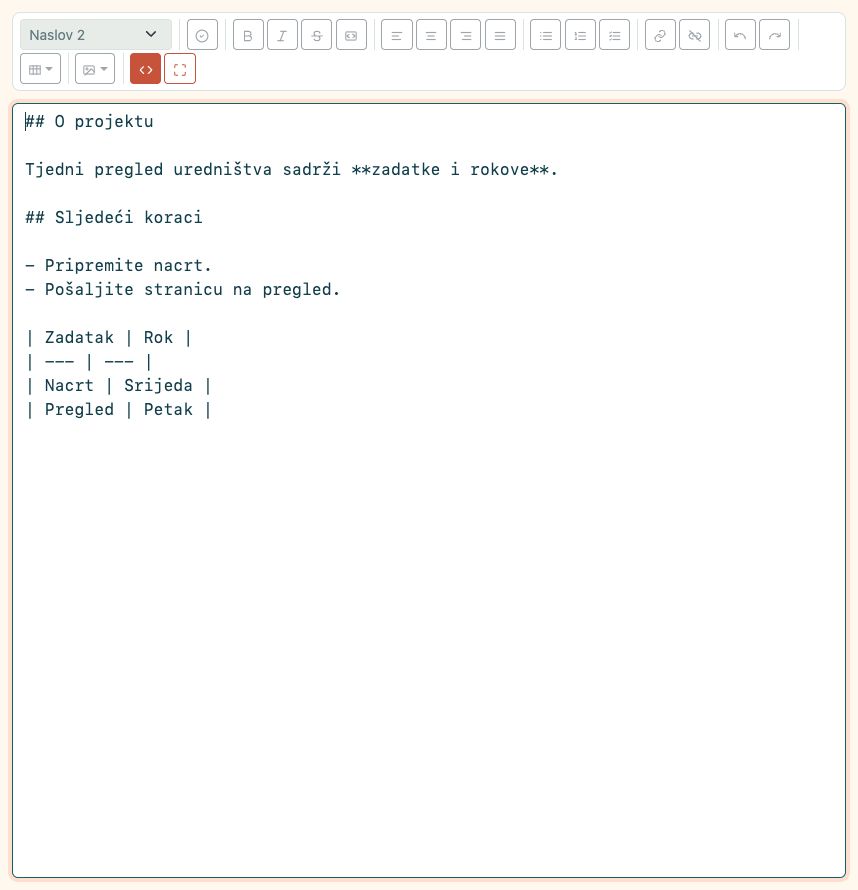 Naslov 2
## O projektu
Tjedni pregled uredništva sadrži **zadatke i rokove**.
## Sljedeći koraci
- Pripremite nacrt.
- Pošaljite stranicu na pregled.
| Zadatak | Rok |
| --- | --- |
| Nacrt | Srijeda |
| Pregled | Petak |